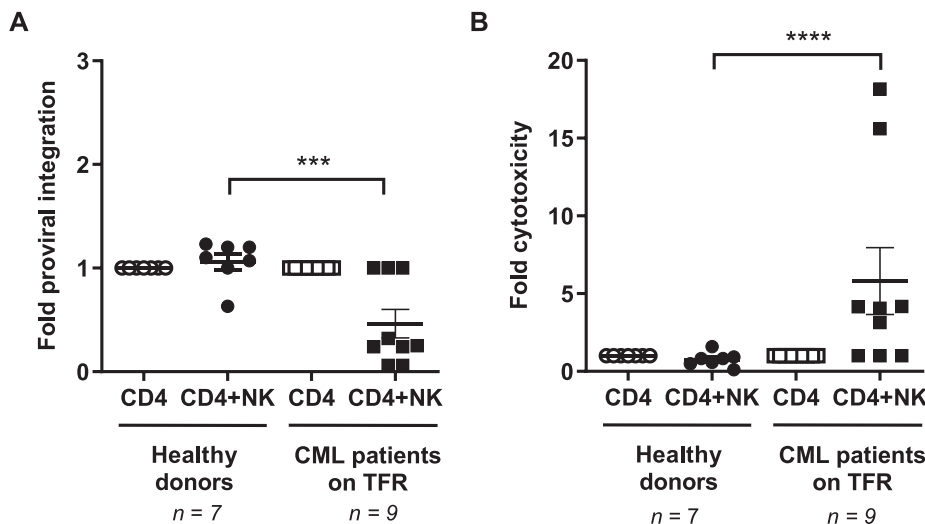 A
Fold proviral integration
3
2
1
0
***
CD4
CD4+NK
CD4
CD4+NK
Healthy
donors
n = 7
CML patients
on TFR
n = 9
B
Fold cytotoxicity
20
15
10
5
0
****
CD4
CD4+NK
CD4
CD4+NK
Healthy
donors
n = 7
CML patients
on TFR
n = 9